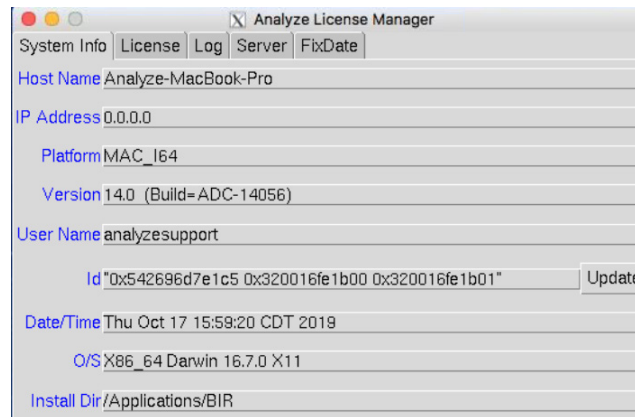 Analyze License Manager
System Info License Log Server FixDate
Host Name Analyze-MacBook-Pro
IP Address 0.0.0.0
Platform MAC_I64
Version 14.0 (Build=ADC-14056)
User Name analyzesupport
Id "0x542696d7e1c5 0x320016fe1b00 0x320016fe1b01" Update
Date/Time Thu Oct 17 15:59:20 CDT 2019
O/S X86_64 Darwin 16.7.0 X11
Install Dir /Applications/BIR